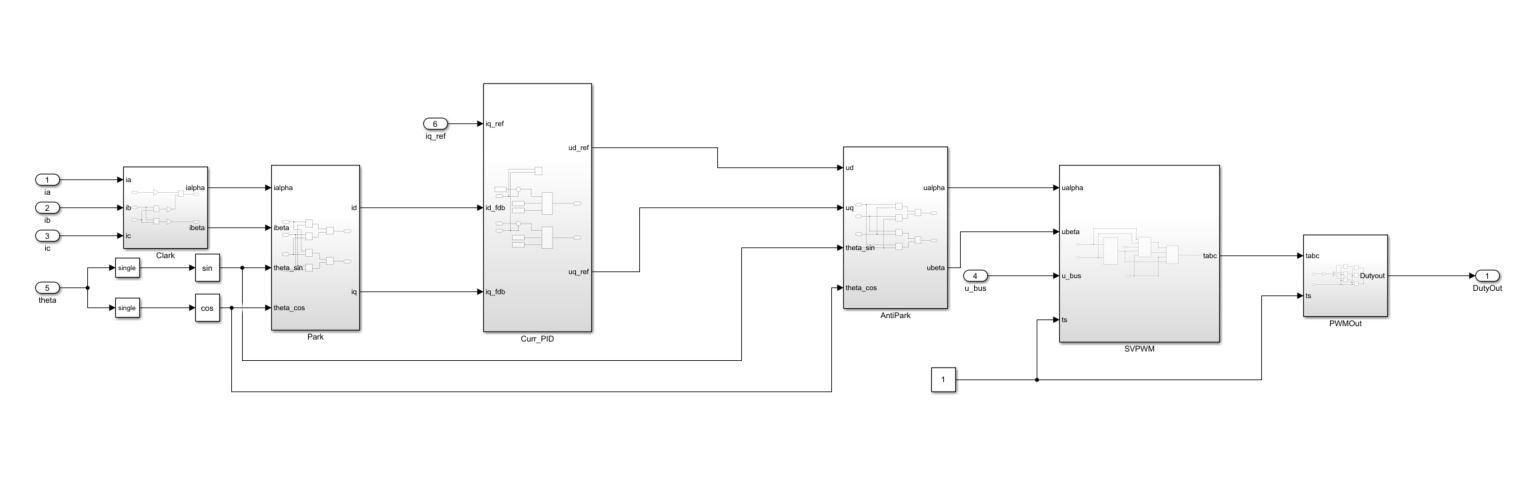 6
iq_ref
iq_ref
ud_ref
id_fdb
uq_ref
iq_fdb
Curr_PID
1
ia
2
ib
3
ic
5
theta
ia
ib
ic
ialpha
ibeta
Clark
single
single
sin
cos
ialpha
ibeta
theta_sin
theta_cos
id
iq
Park
ud
uq
theta_sin
theta_cos
ualpha
ubeta
AntiPark
4
u_bus
1
ualpha
ubeta
u_bus
ts
tabc
SVPWM
tabc
ts
Dutyout
PWMOut
1
DutyOut